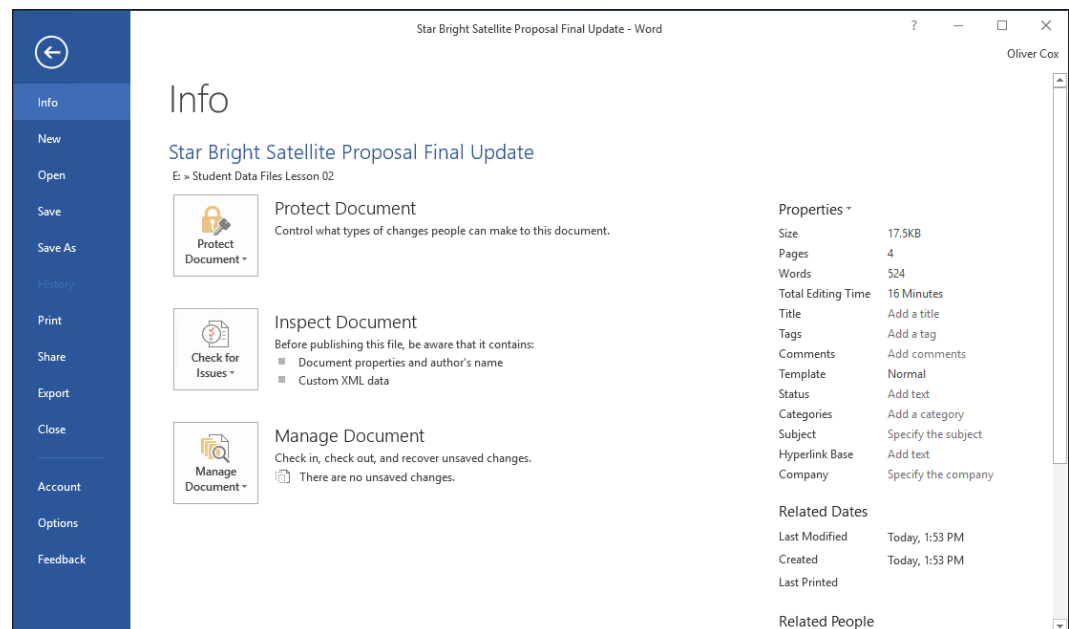 Star Bright Satellite Proposal Final Update - Word
?
Oliver Cox
Info
New
Open
Save
Save As
History
Print
Share
Export
Close
Account
Options
Feedback
Info
Star Bright Satellite Proposal Final Update
E: » Student Data Files Lesson 02
Protect
Document
Protect Document
Control what types of changes people can make to this document.
Check for
Issues
Inspect Document
Before publishing this file, be aware that it contains:
Document properties and author's name
Custom XML data
Manage
Document
Manage Document
Check in, check out, and recover unsaved changes.
There are no unsaved changes.
Properties
Size 17.5KB
Pages 4
Words 524
Total Editing Time 16 Minutes
Title Add a title
Tags Add a tag
Comments Add comments
Template Normal
Status Add text
Categories Add a category
Subject Specify the subject
Hyperlink Base Add text
Company Specify the company
Related Dates
Last Modified Today, 1:53 PM
Created Today, 1:53 PM
Last Printed
Related People